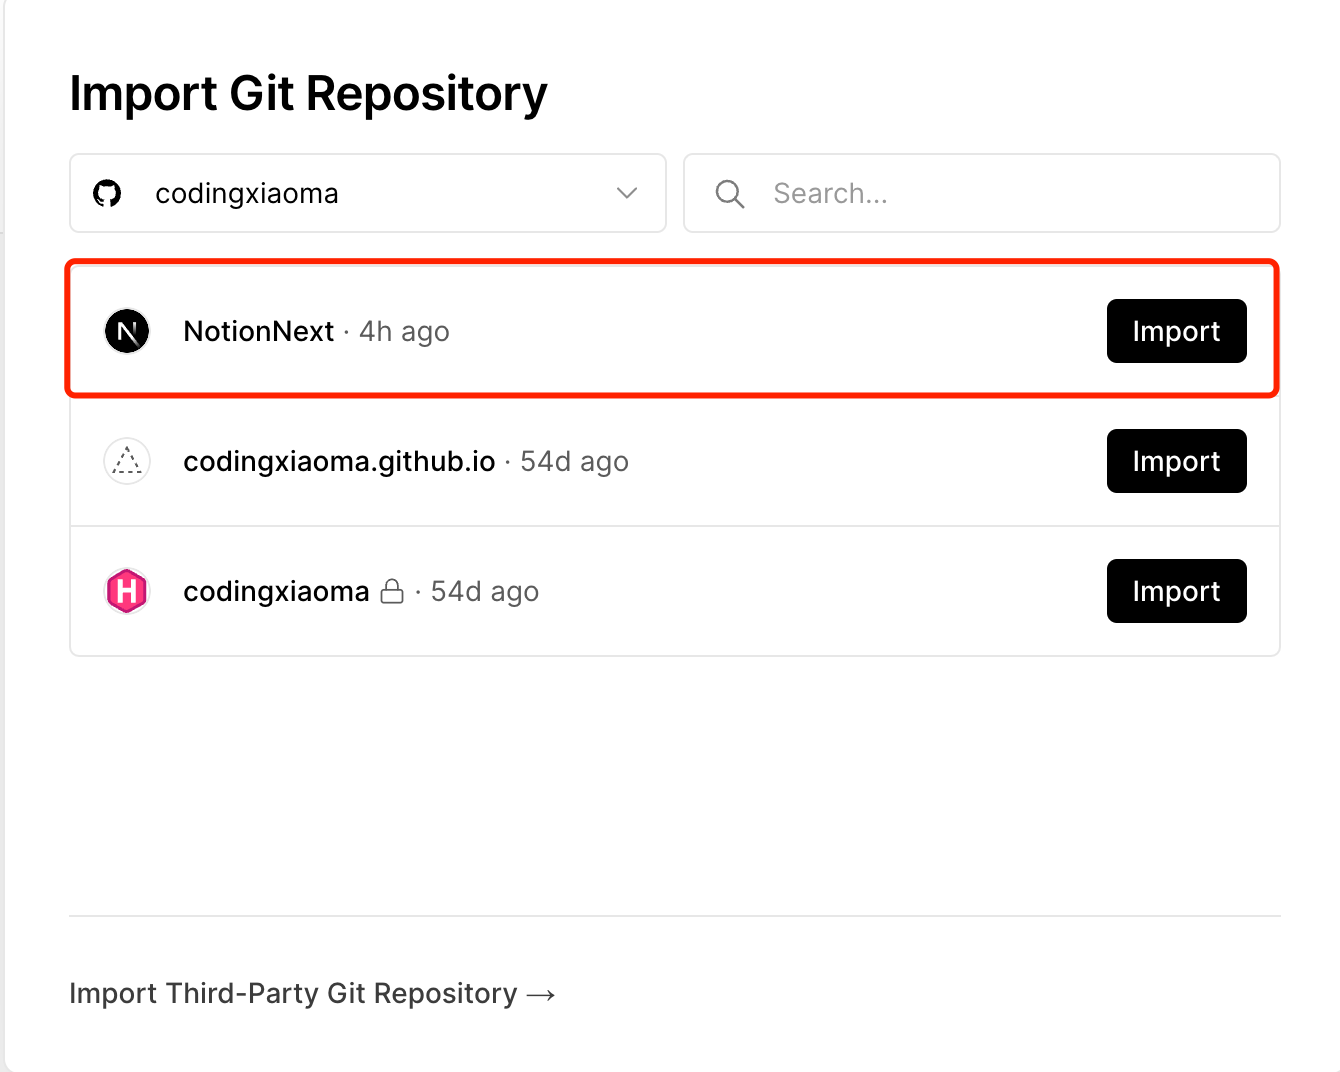 Import Git Repository
codingxiaoma
Search...
NotionNext · 4h ago
Import
codingxiaoma.github.io · 54d ago
Import
H
codingxiaoma · 54d ago
Import
Import Third-Party Git Repository →